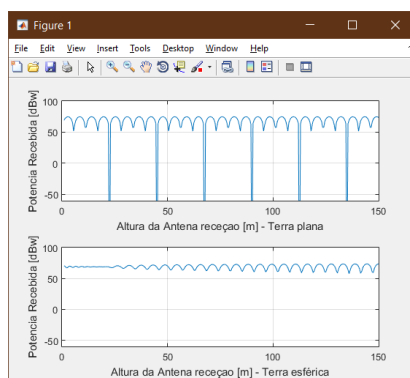 Figure 1
File Edit View Insert Tools Desktop Window Help
100
50
0
-50
Potencia Recebida [dBw]
0 50 100 150
Altura da Antena receçao [m] - Terra plana
100
50
0
-50
Potencia Recebida [dBw]
0 50 100 150
Altura da Antena receçao [m] - Terra esférica